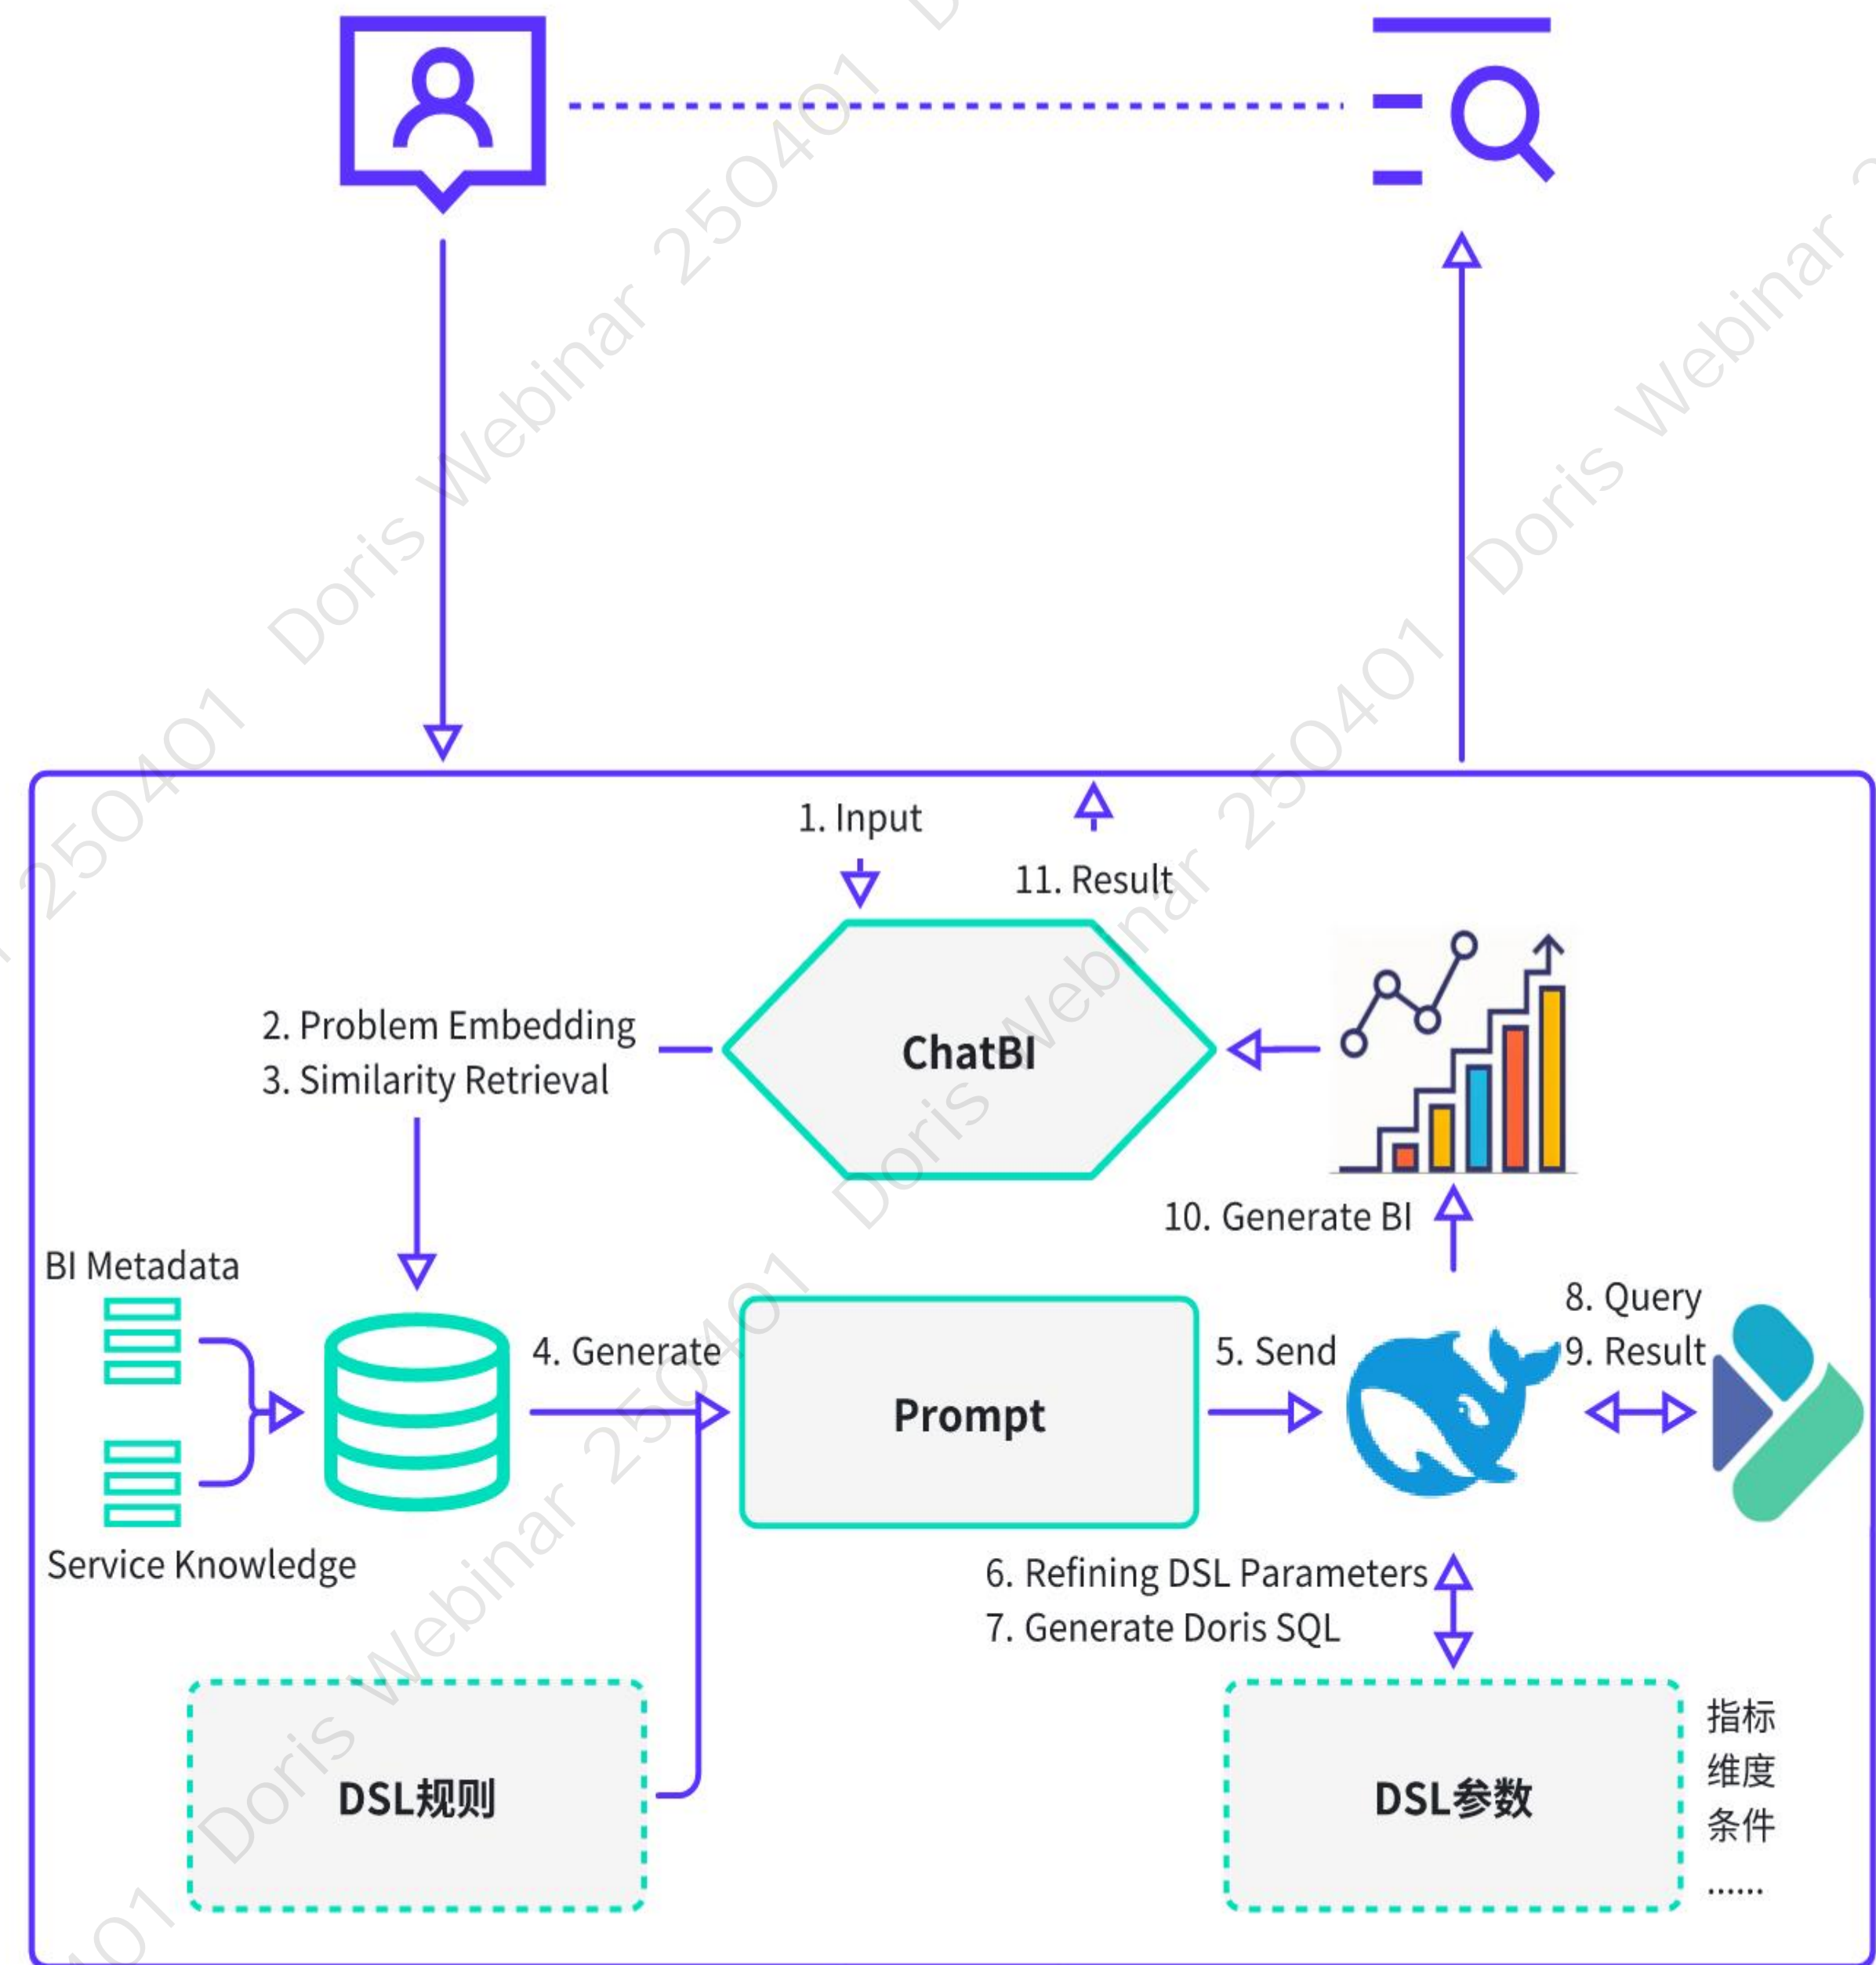 1. Input
11. Result
2. Problem Embedding
3. Similarity Retrieval
ChatBI
10. Generate BI
BI Metadata
8. Query
9. Result
4. Generate
5. Send
Prompt
Service Knowledge
6. Refining DSL Parameters
7. Generate Doris SQL
DSL规则
DSL参数
指标
维度
条件
......
Doris Webinar 250401
Doris Webinar 250401
Doris Webinar 250401
Doris Webinar
250401